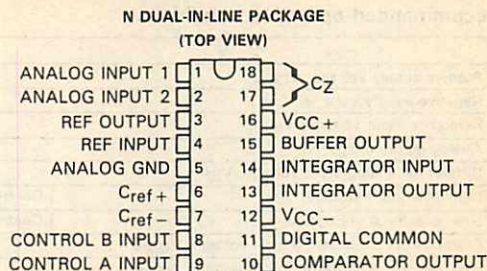 N DUAL-IN-LINE PACKAGE
(TOP VIEW)
ANALOG INPUT 1 1 18 CZ
ANALOG INPUT 2 2 17
REF OUTPUT 3 16 VCC+
REF INPUT 4 15 BUFFER OUTPUT
ANALOG GND 5 14 INTEGRATOR INPUT
Cref+ 6 13 INTEGRATOR OUTPUT
Cref− 7 12 VCC−
CONTROL B INPUT 8 11 DIGITAL COMMON
CONTROL A INPUT 9 10 COMPARATOR OUTPUT